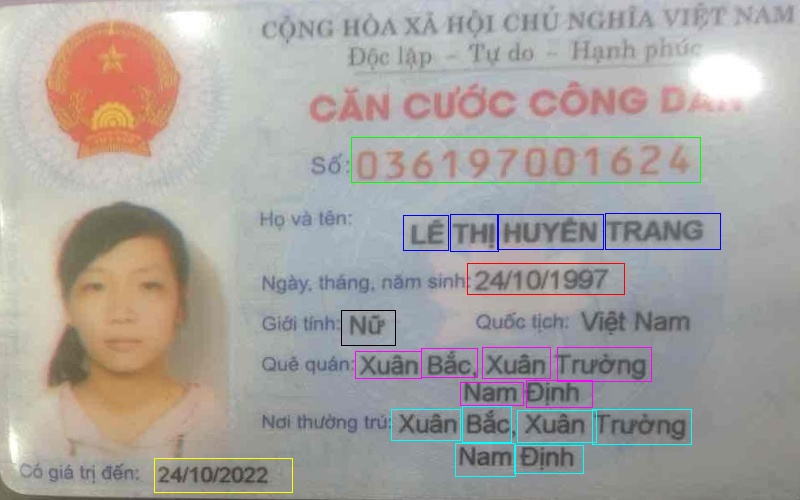 CỘNG HÒA XÃ HỘI CHỦ NGHĨA VIỆT NAM
Độc lập - Tự do - Hạnh phúc
CĂN CƯỚC CÔNG DÂN
Số: 036197001624
Họ và tên: LÊ THỊ HUYÊN TRANG
Ngày, tháng, năm sinh: 24/10/1997
Giới tính: Nữ Quốc tịch: Việt Nam
Quê quán: Xuân Bắc, Xuân Trường
Nam Định
Nơi thường trú: Xuân Bắc, Xuân Trường
Nam Định
Có giá trị đến: 24/10/2022